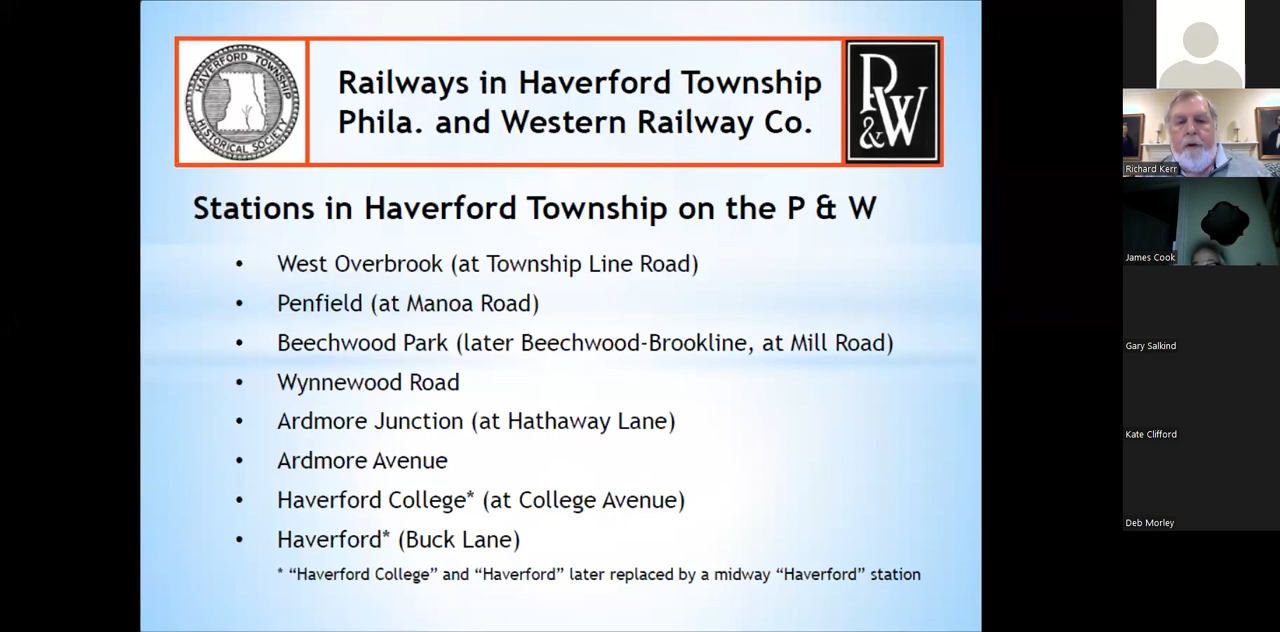 HAVERFORD TOWNSHIP
HISTORICAL SOCIETY
Railways in Haverford Township
Phila. and Western Railway Co.
P&W
Stations in Haverford Township on the P & W
• West Overbrook (at Township Line Road)
• Penfield (at Manoa Road)
• Beechwood Park (later Beechwood-Brookline, at Mill Road)
• Wynnewood Road
• Ardmore Junction (at Hathaway Lane)
• Ardmore Avenue
• Haverford College* (at College Avenue)
• Haverford* (Buck Lane)
* “Haverford College” and “Haverford” later replaced by a midway “Haverford” station
Richard Kerr
James Cook
Gary Salkind
Kate Clifford
Deb Morley